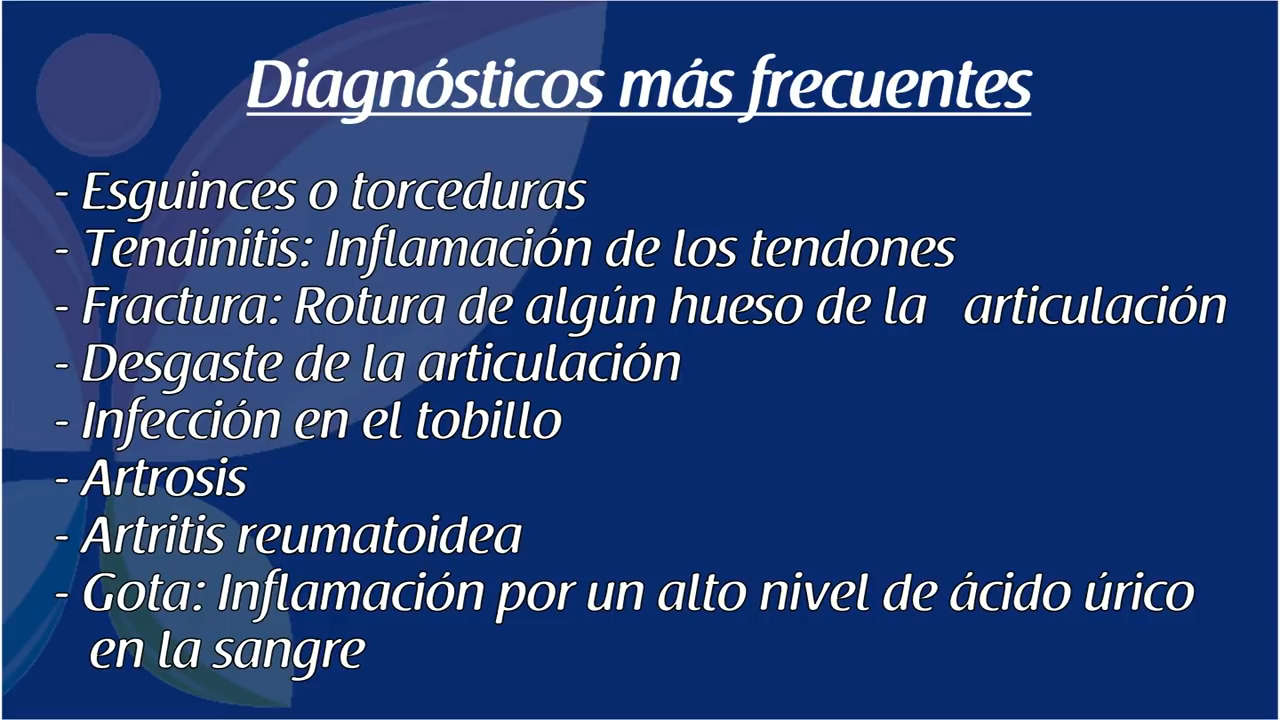 Diagnósticos más frecuentes
- Esguinces o torceduras
- Tendinitis: Inflamación de los tendones
- Fractura: Rotura de algún hueso de la articulación
- Desgaste de la articulación
- Infección en el tobillo
- Artrosis
- Artritis reumatoidea
- Gota: Inflamación por un alto nivel de ácido úrico
en la sangre